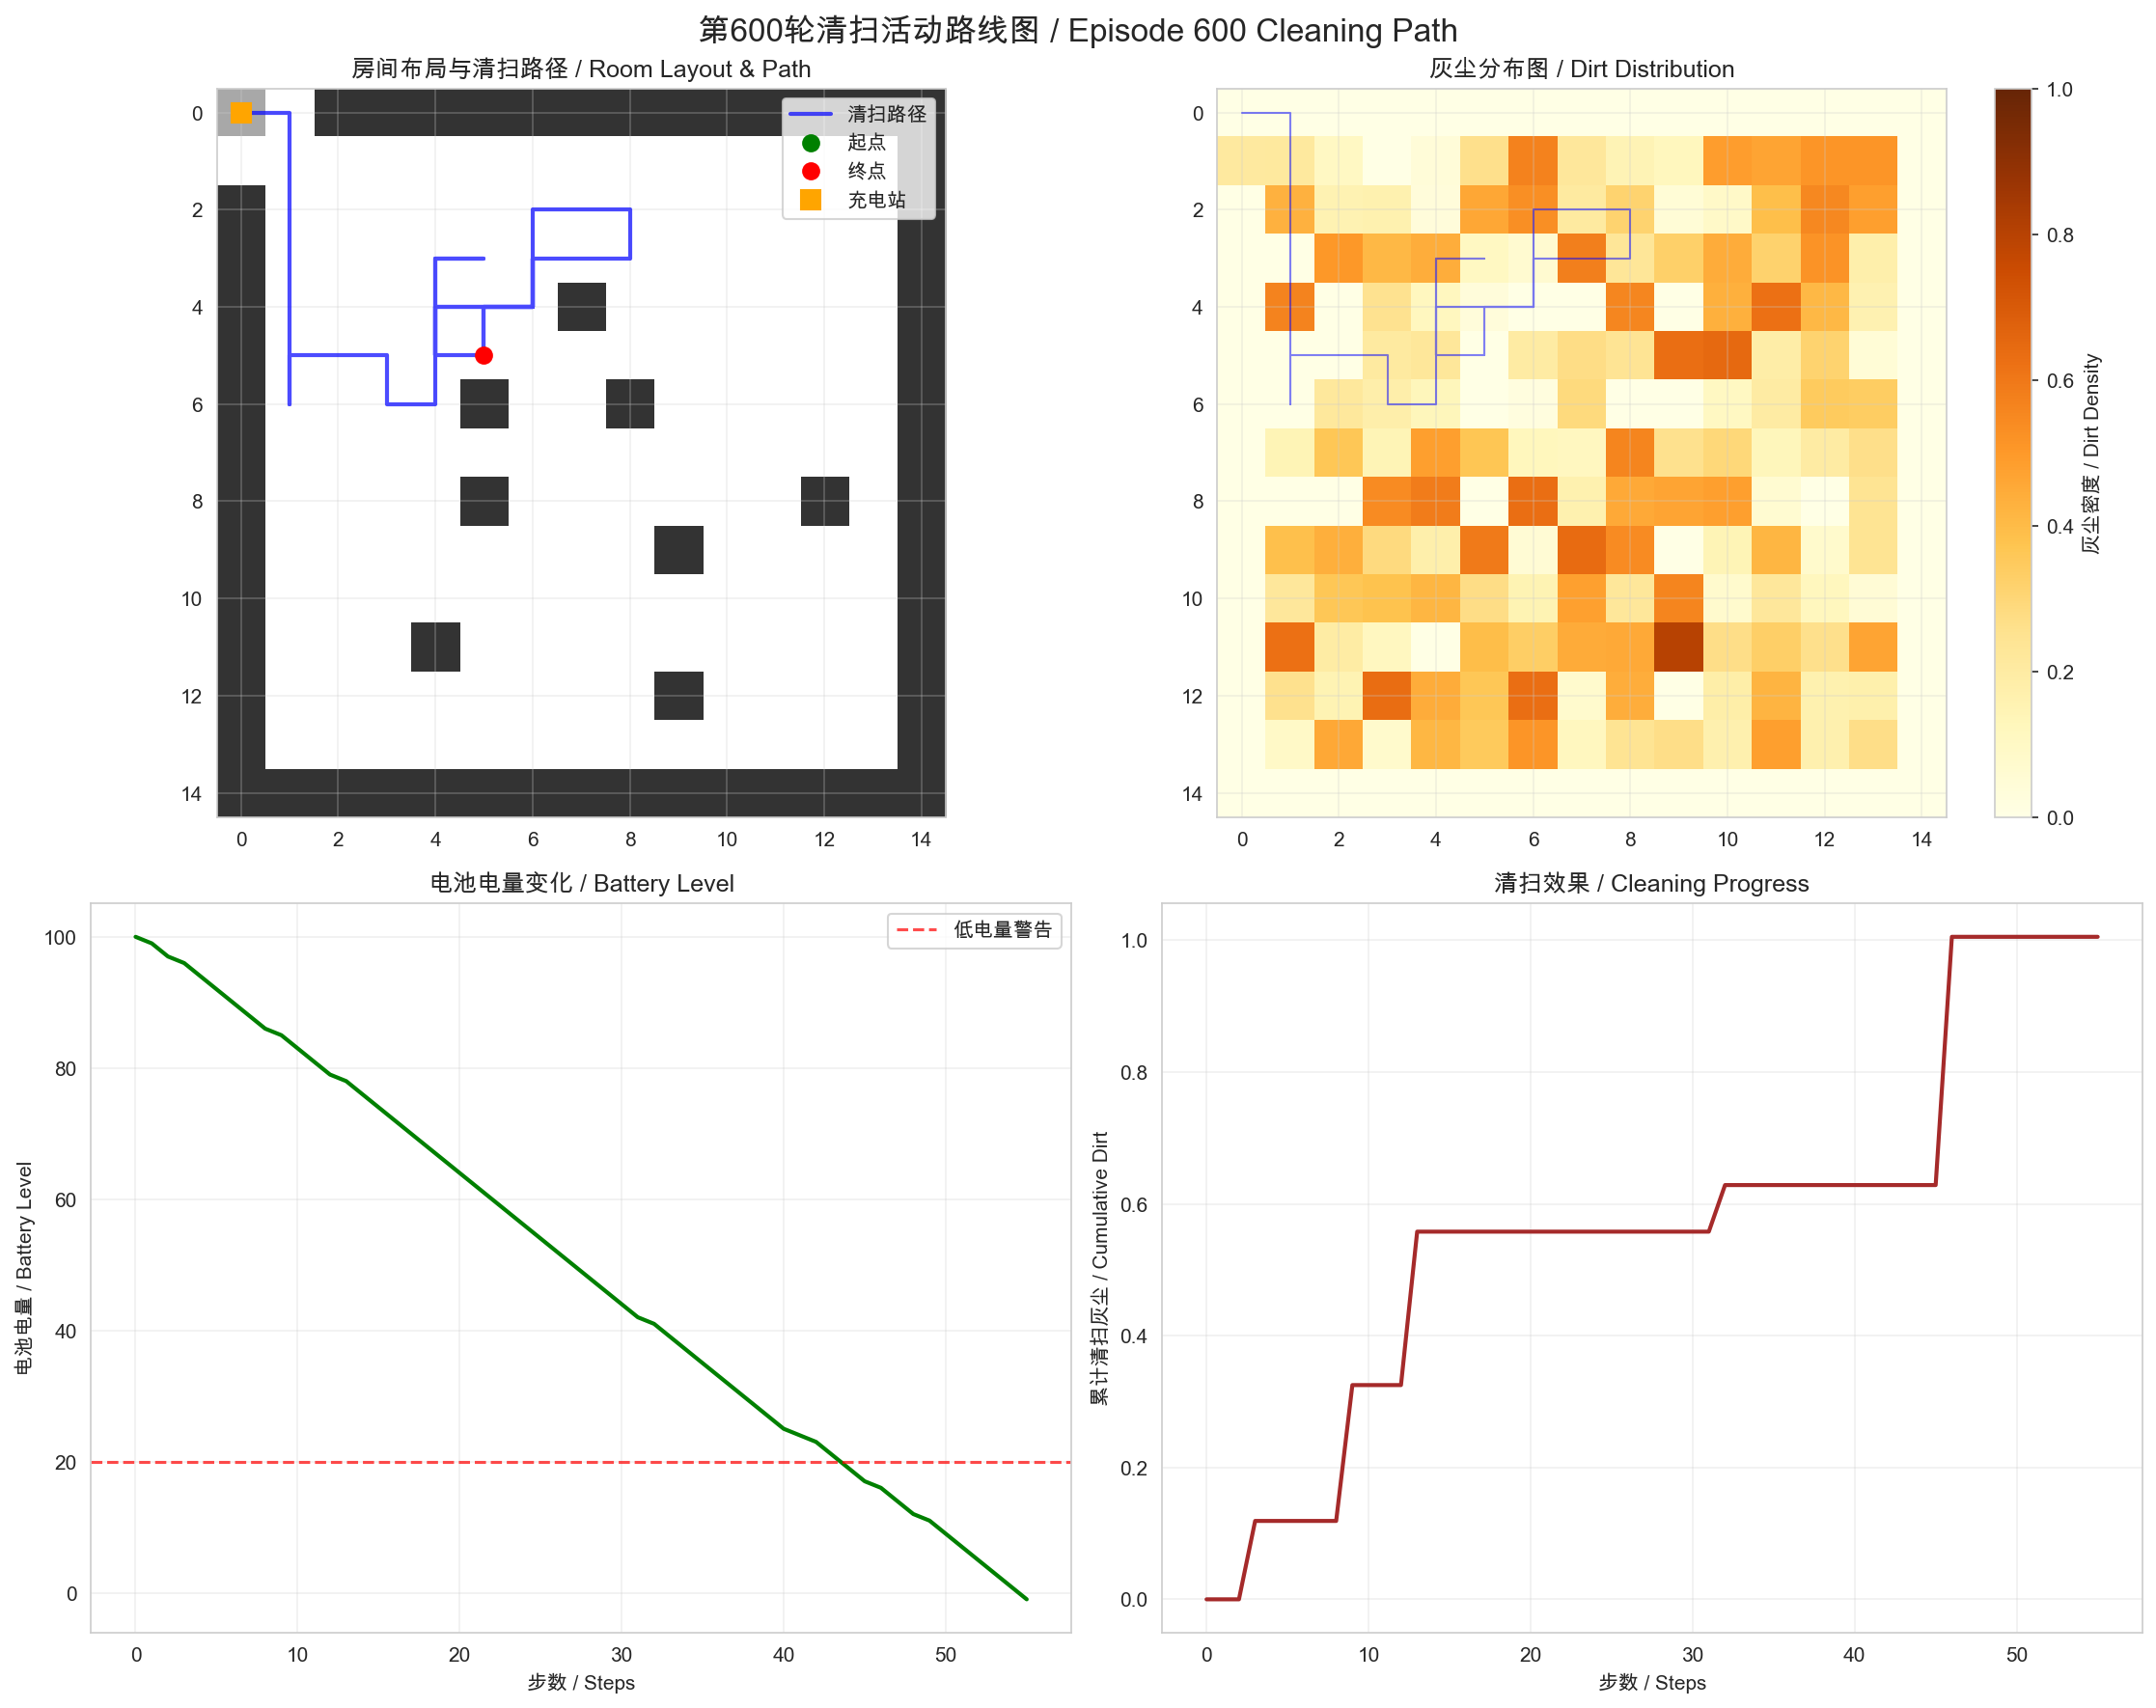 第600轮清扫活动路线图 / Episode 600 Cleaning Path
房间布局与清扫路径 / Room Layout & Path
清扫路径
起点
终点
充电站
0
2
4
6
8
10
12
14
0 2 4 6 8 10 12 14
灰尘分布图 / Dirt Distribution
0
2
4
6
8
10
12
14
0 2 4 6 8 10 12 14
1.0
0.8
0.6
0.4
0.2
0.0
灰尘密度 / Dirt Density
电池电量变化 / Battery Level
低电量警告
100
80
60
40
20
0
电池电量 / Battery Level
0 10 20 30 40 50
步数 / Steps
清扫效果 / Cleaning Progress
1.0
0.8
0.6
0.4
0.2
0.0
累计清扫灰尘 / Cumulative Dirt
0 10 20 30 40 50
步数 / Steps